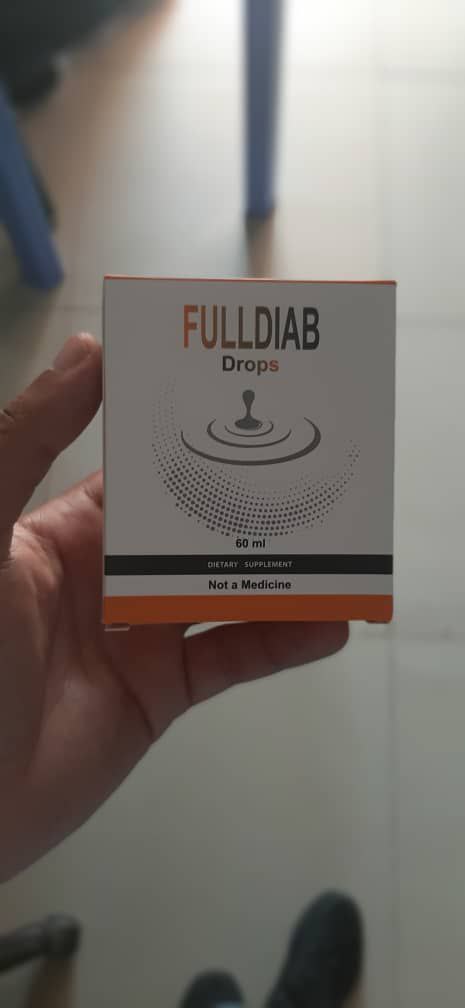 FULLDIAB
Drops
60 ml
DIETARY SUPPLEMENT
Not a Medicine